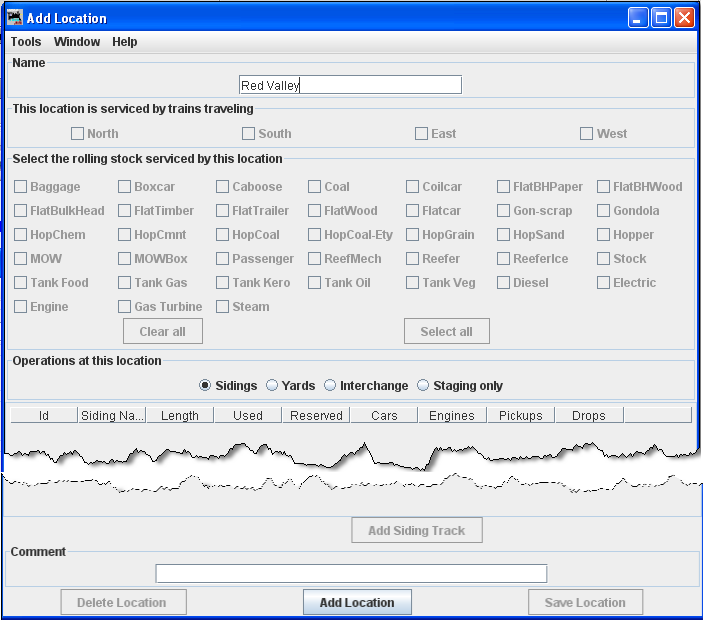 Add Location
Tools Window Help
Name
Red Valley
This location is serviced by trains traveling
North South East West
Select the rolling stock serviced by this location
Baggage Boxcar Caboose Coal Coilcar FlatBHPaper FlatBHWood
FlatBulkHead FlatTimber FlatTrailer FlatWood Flatcar Gon-scrap Gondola
HopChem HopCmnt HopCoal HopCoal-Ety HopGrain HopSand Hopper
MOW MOWBox Passenger ReefMech Reefer ReeferIce Stock
Tank Food Tank Gas Tank Kero Tank Oil Tank Veg Diesel Electric
Engine Gas Turbine Steam
Clear all Select all
Operations at this location
Sidings Yards Interchange Staging only
Id Siding Na... Length Used Reserved Cars Engines Pickups Drops
Add Siding Track
Comment
Delete Location Add Location Save Location